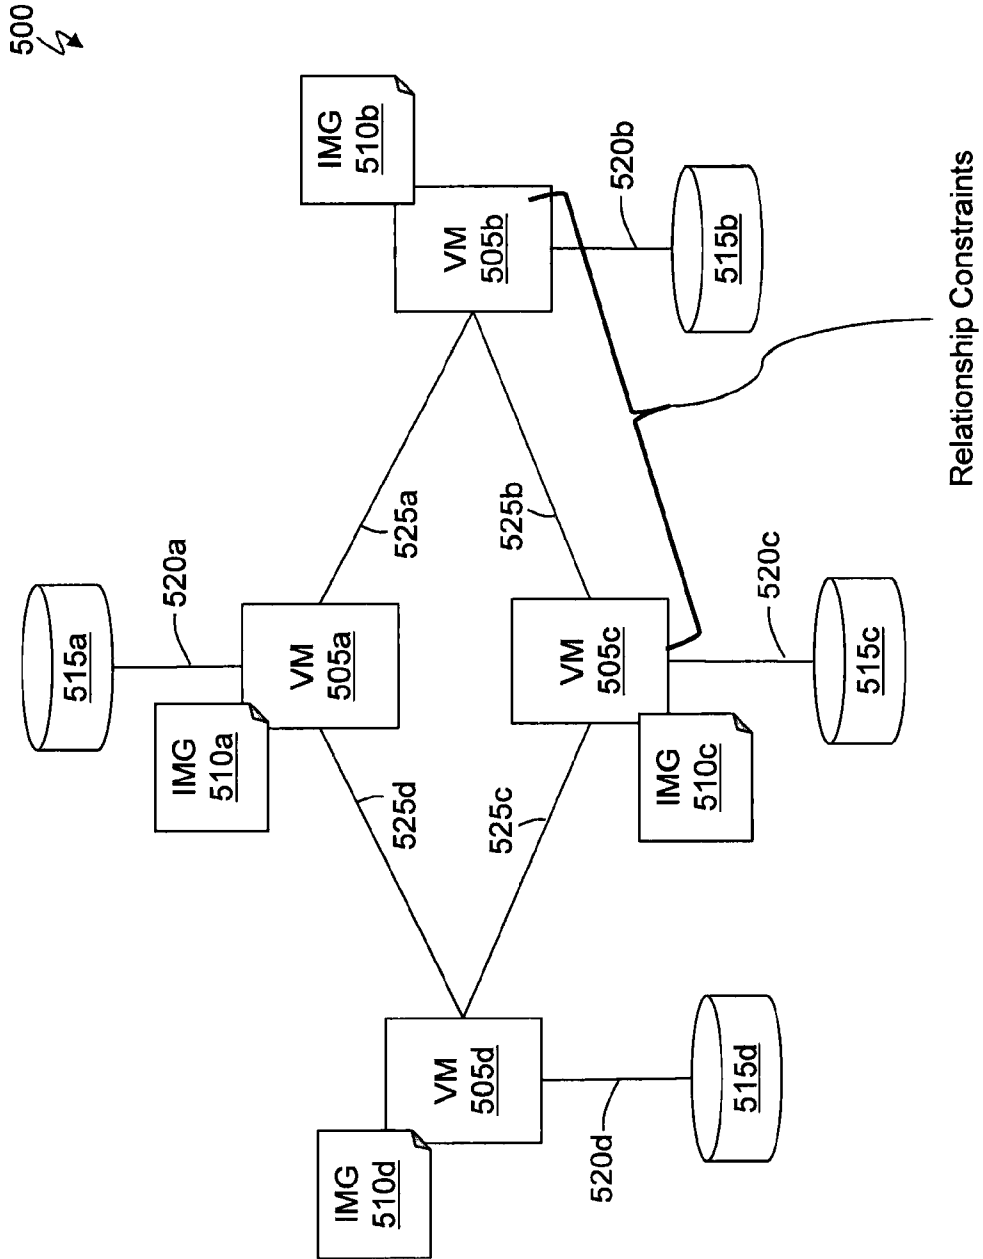 500
515a
520a
IMG
510a
VM
505a
IMG
510b
IMG
510d
525d
525a
VM
505d
VM
505b
525c
525b
VM
505c
520d
520b
IMG
510c
515d
515b
520c
515c
Relationship Constraints